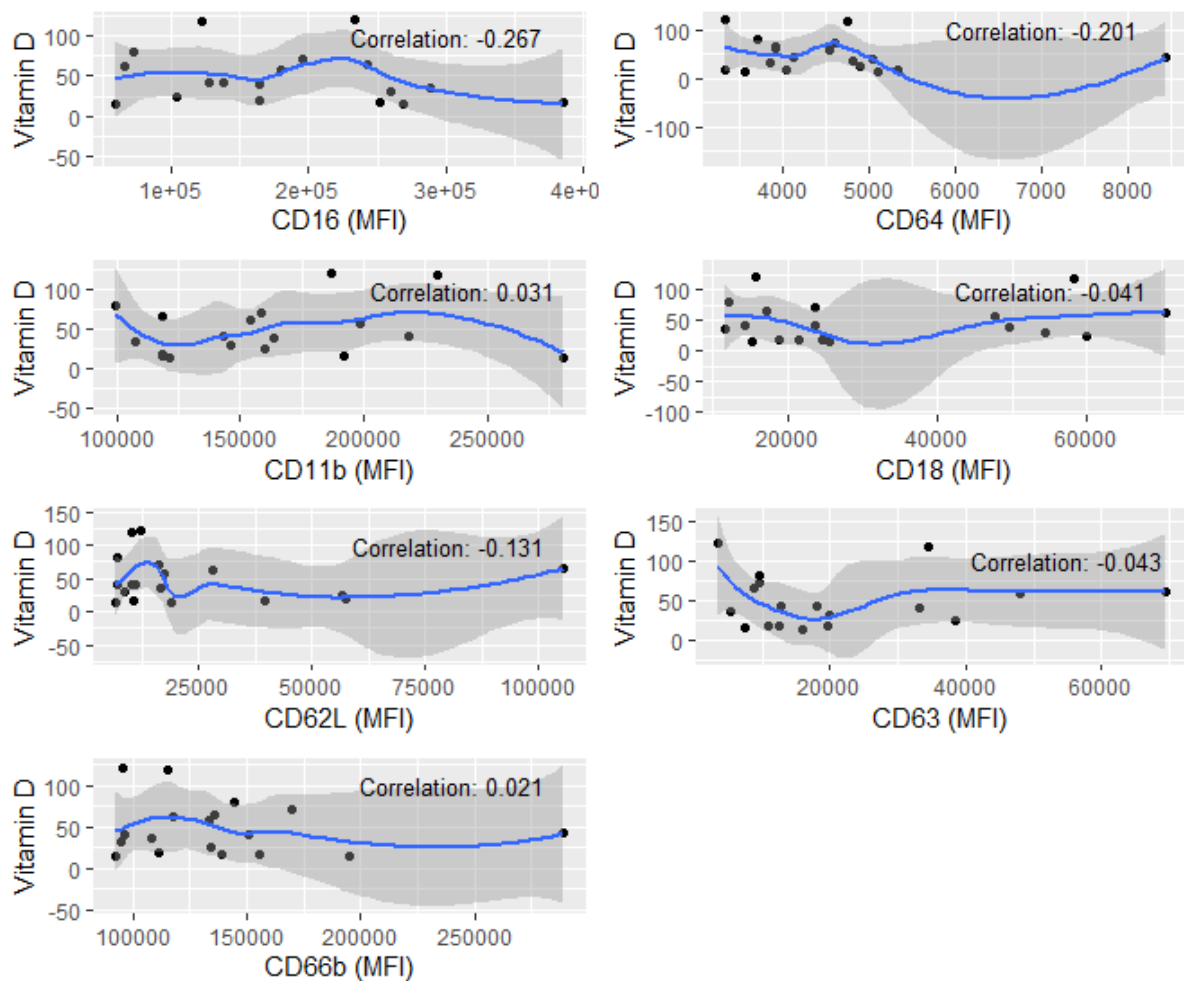 Vitamin D
100
50
0
-50
Correlation: -0.267
1e+05
2e+05
3e+05
4e+0
CD16 (MFI)
Vitamin D
100
0
-100
Correlation: -0.201
4000
5000
6000
7000
8000
CD64 (MFI)
Vitamin D
100
50
0
-50
Correlation: 0.031
100000
150000
200000
250000
CD11b (MFI)
Vitamin D
100
50
0
-50
-100
Correlation: -0.041
20000
40000
60000
CD18 (MFI)
Vitamin D
150
100
50
0
-50
Correlation: -0.131
25000
50000
75000
100000
CD62L (MFI)
Vitamin D
150
100
50
0
Correlation: -0.043
20000
40000
60000
CD63 (MFI)
Vitamin D
100
50
0
-50
Correlation: 0.021
100000
150000
200000
250000
CD66b (MFI)